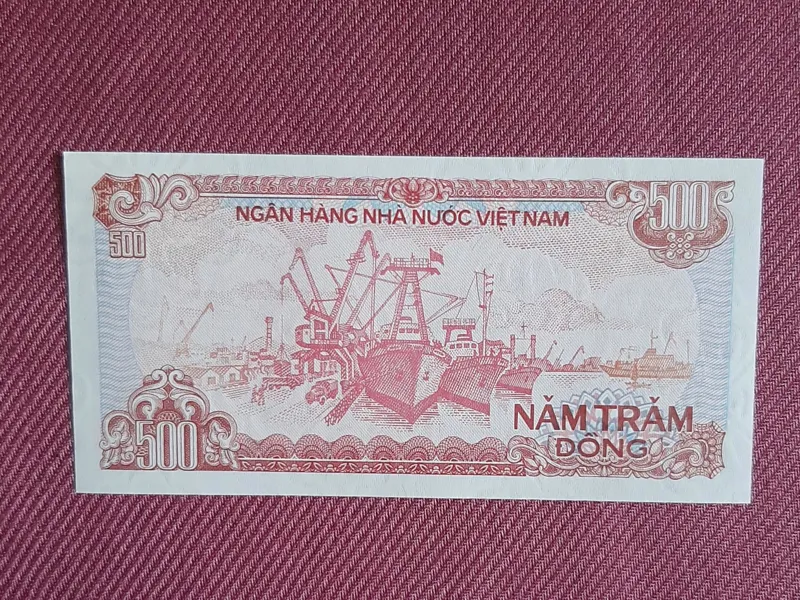 NGÂN HÀNG NHÀ NƯỚC VIỆT NAM
500
500
500
NĂM TRĂM
ĐỒNG